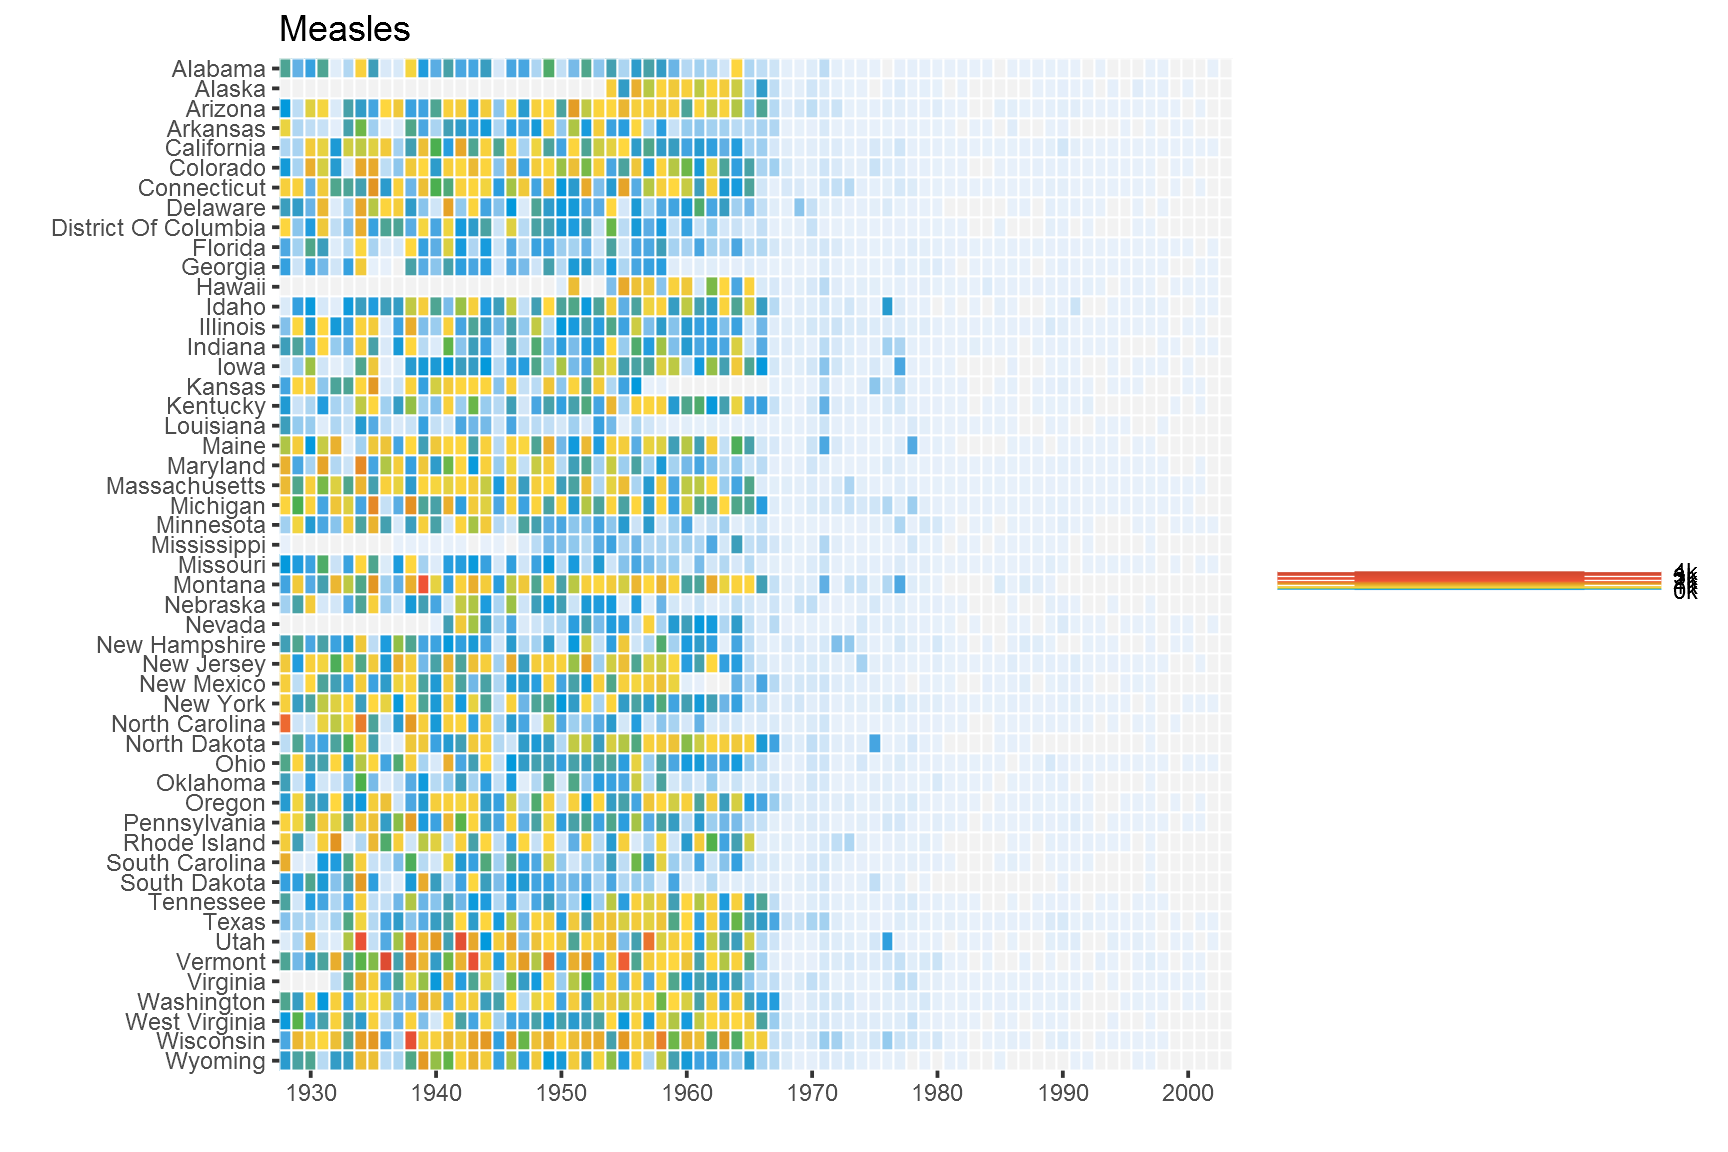 Measles
Alabama
Alaska
Arizona
Arkansas
California
Colorado
Connecticut
Delaware
District Of Columbia
Florida
Georgia
Hawaii
Idaho
Illinois
Indiana
Iowa
Kansas
Kentucky
Louisiana
Maine
Maryland
Massachusetts
Michigan
Minnesota
Mississippi
Missouri
Montana
Nebraska
Nevada
New Hampshire
New Jersey
New Mexico
New York
North Carolina
North Dakota
Ohio
Oklahoma
Oregon
Pennsylvania
Rhode Island
South Carolina
South Dakota
Tennessee
Texas
Utah
Vermont
Virginia
Washington
West Virginia
Wisconsin
Wyoming
1930 1940 1950 1960 1970 1980 1990 2000
4k
0k